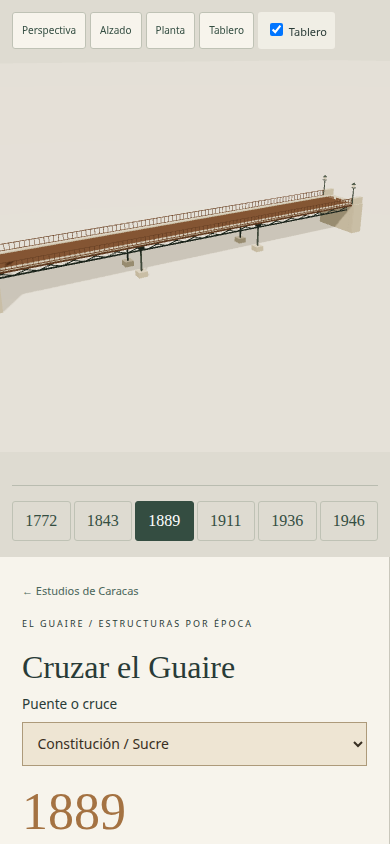 Perspectiva Alzado Planta Tablero Tablero
1772 1843 1889 1911 1936 1946
← Estudios de Caracas
EL GUAIRE / ESTRUCTURAS POR ÉPOCA
Cruzar el Guaire
Puente o cruce
Constitución / Sucre
1889